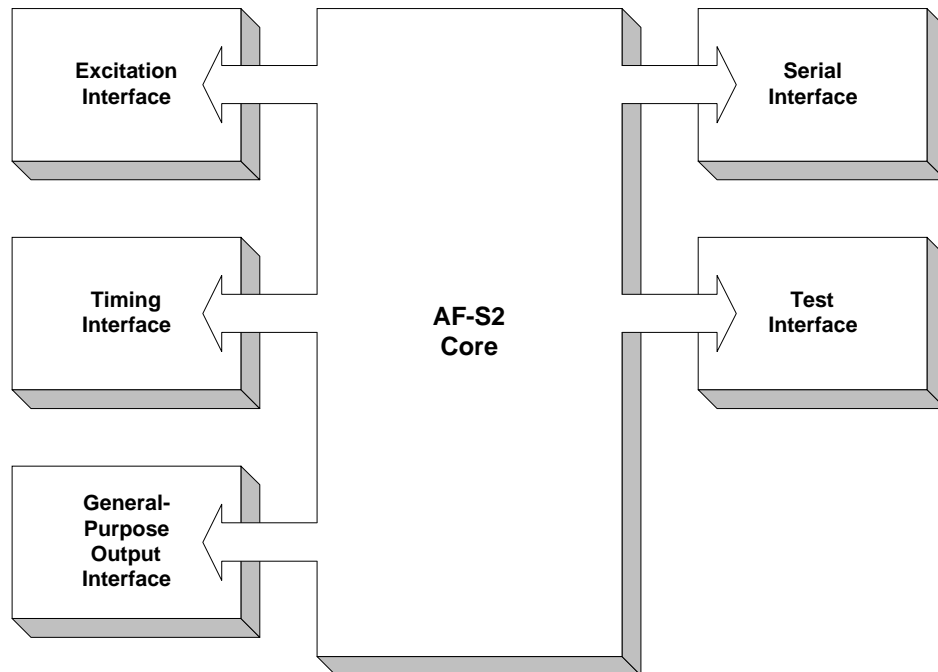 Excitation
Interface
Serial
Interface
Timing
Interface
AF-S2
Core
Test
Interface
General-
Purpose
Output
Interface